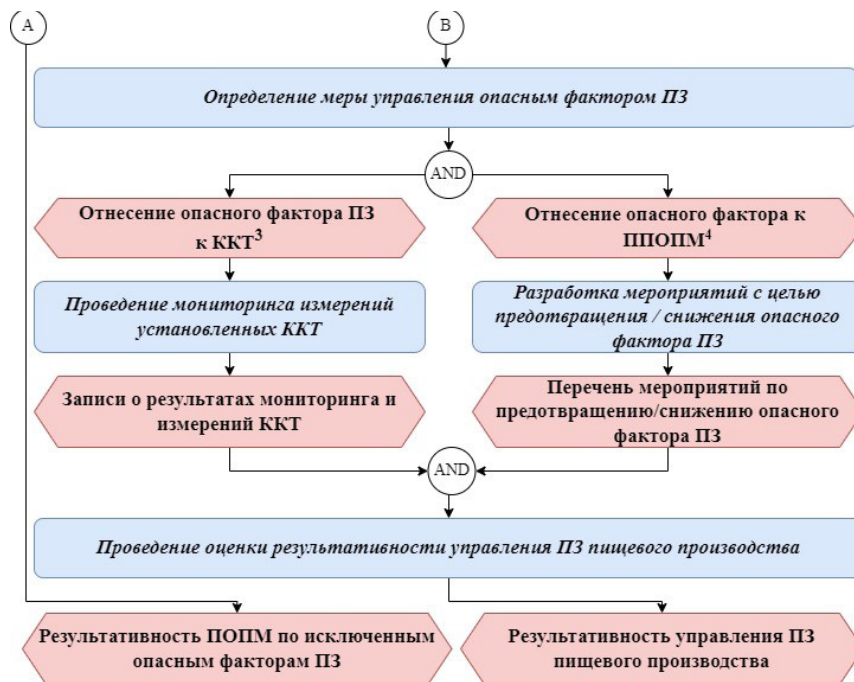 A
B
Определение меры управления опасным фактором ПЗ
AND
Отнесение опасного фактора ПЗ
к ККТ³
Отнесение опасного фактора к
ППОПМ⁴
Проведение мониторинга измерений
установленных ККТ
Разработка мероприятий с целью
предотвращения / снижения опасного
фактора ПЗ
Записи о результатах мониторинга и
измерений ККТ
Перечень мероприятий по
предотвращению/снижению опасного
фактора ПЗ
AND
Проведение оценки результативности управления ПЗ пищевого производства
Результативность ПОПМ по исключенным
опасным факторам ПЗ
Результативность управления ПЗ
пищевого производства